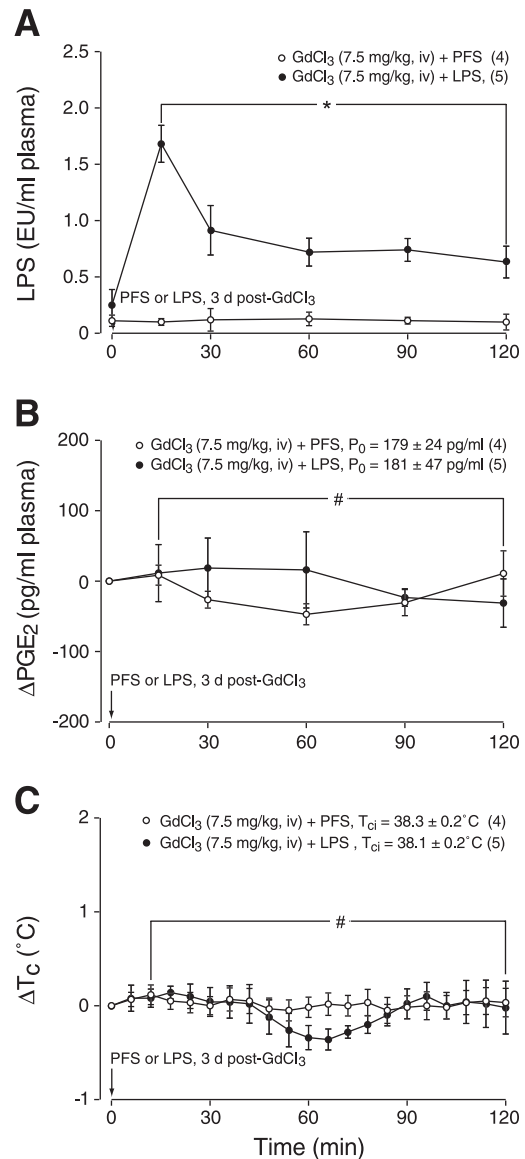 A
GdCl₃ (7.5 mg/kg, iv) + PFS (4)
GdCl₃ (7.5 mg/kg, iv) + LPS, (5)
*
LPS (EU/ml plasma)
2.5
2.0
1.5
1.0
0.5
0
PFS or LPS, 3 d post-GdCl₃
0 30 60 90 120
B
GdCl₃ (7.5 mg/kg, iv) + PFS, P₀ = 179 ± 24 pg/ml (4)
GdCl₃ (7.5 mg/kg, iv) + LPS, P₀ = 181 ± 47 pg/ml (5)
#
ΔPGE₂ (pg/ml plasma)
200
100
0
-100
-200
PFS or LPS, 3 d post-GdCl₃
0 30 60 90 120
C
GdCl₃ (7.5 mg/kg, iv) + PFS, T_ci = 38.3 ± 0.2˚C (4)
GdCl₃ (7.5 mg/kg, iv) + LPS , T_ci = 38.1 ± 0.2˚C (5)
#
ΔT_C (˚C)
2
1
0
-1
PFS or LPS, 3 d post-GdCl₃
0 30 60 90 120
Time (min)